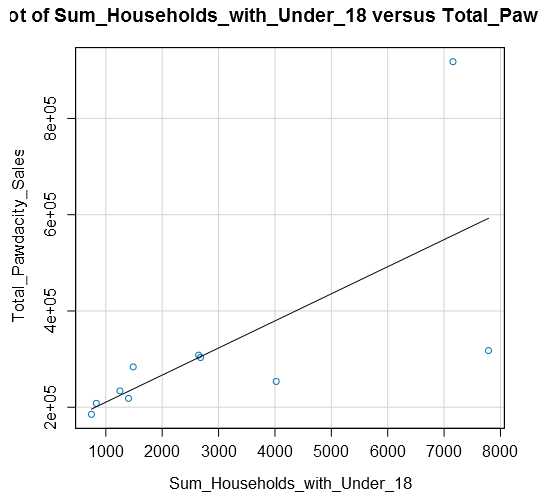 ot of Sum_Households_with_Under_18 versus Total_Paw
8e+05
6e+05
4e+05
2e+05
Total_Pawdacity_Sales
1000 2000 3000 4000 5000 6000 7000 8000
Sum_Households_with_Under_18